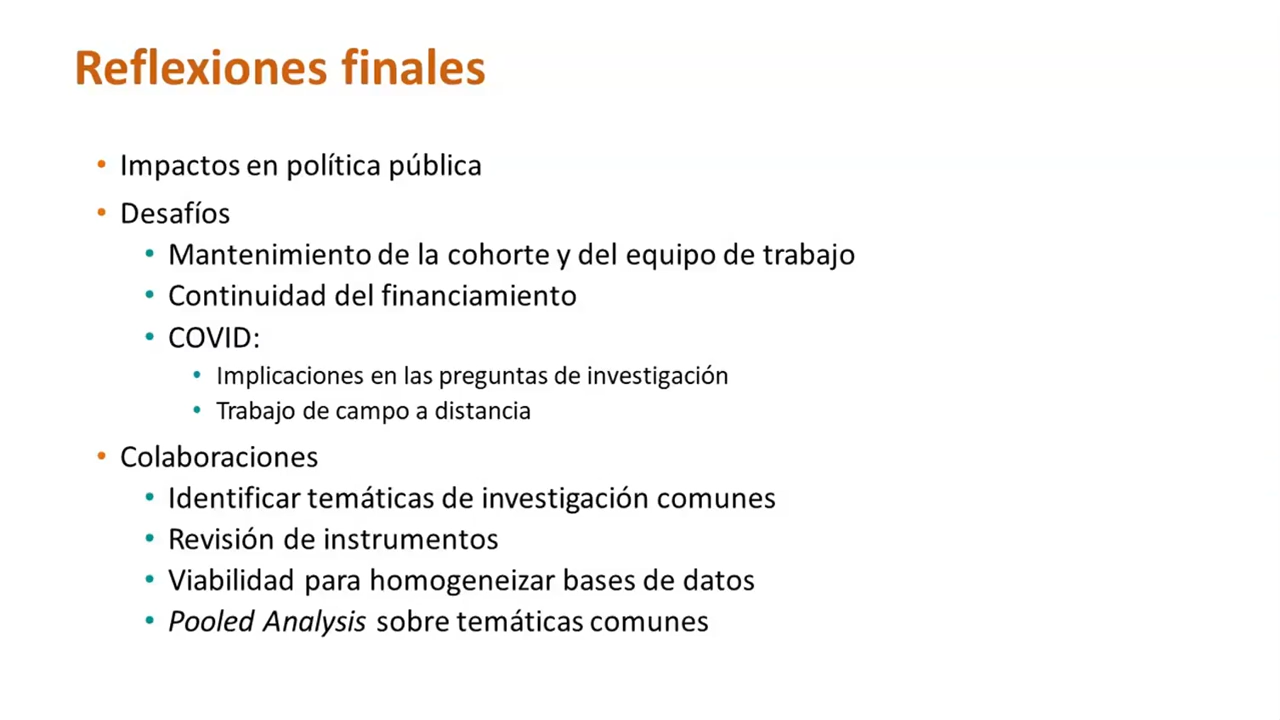 Reflexiones finales
• Impactos en política pública
• Desafíos
• Mantenimiento de la cohorte y del equipo de trabajo
• Continuidad del financiamiento
• COVID:
• Implicaciones en las preguntas de investigación
• Trabajo de campo a distancia
• Colaboraciones
• Identificar temáticas de investigación comunes
• Revisión de instrumentos
• Viabilidad para homogeneizar bases de datos
• Pooled Analysis sobre temáticas comunes